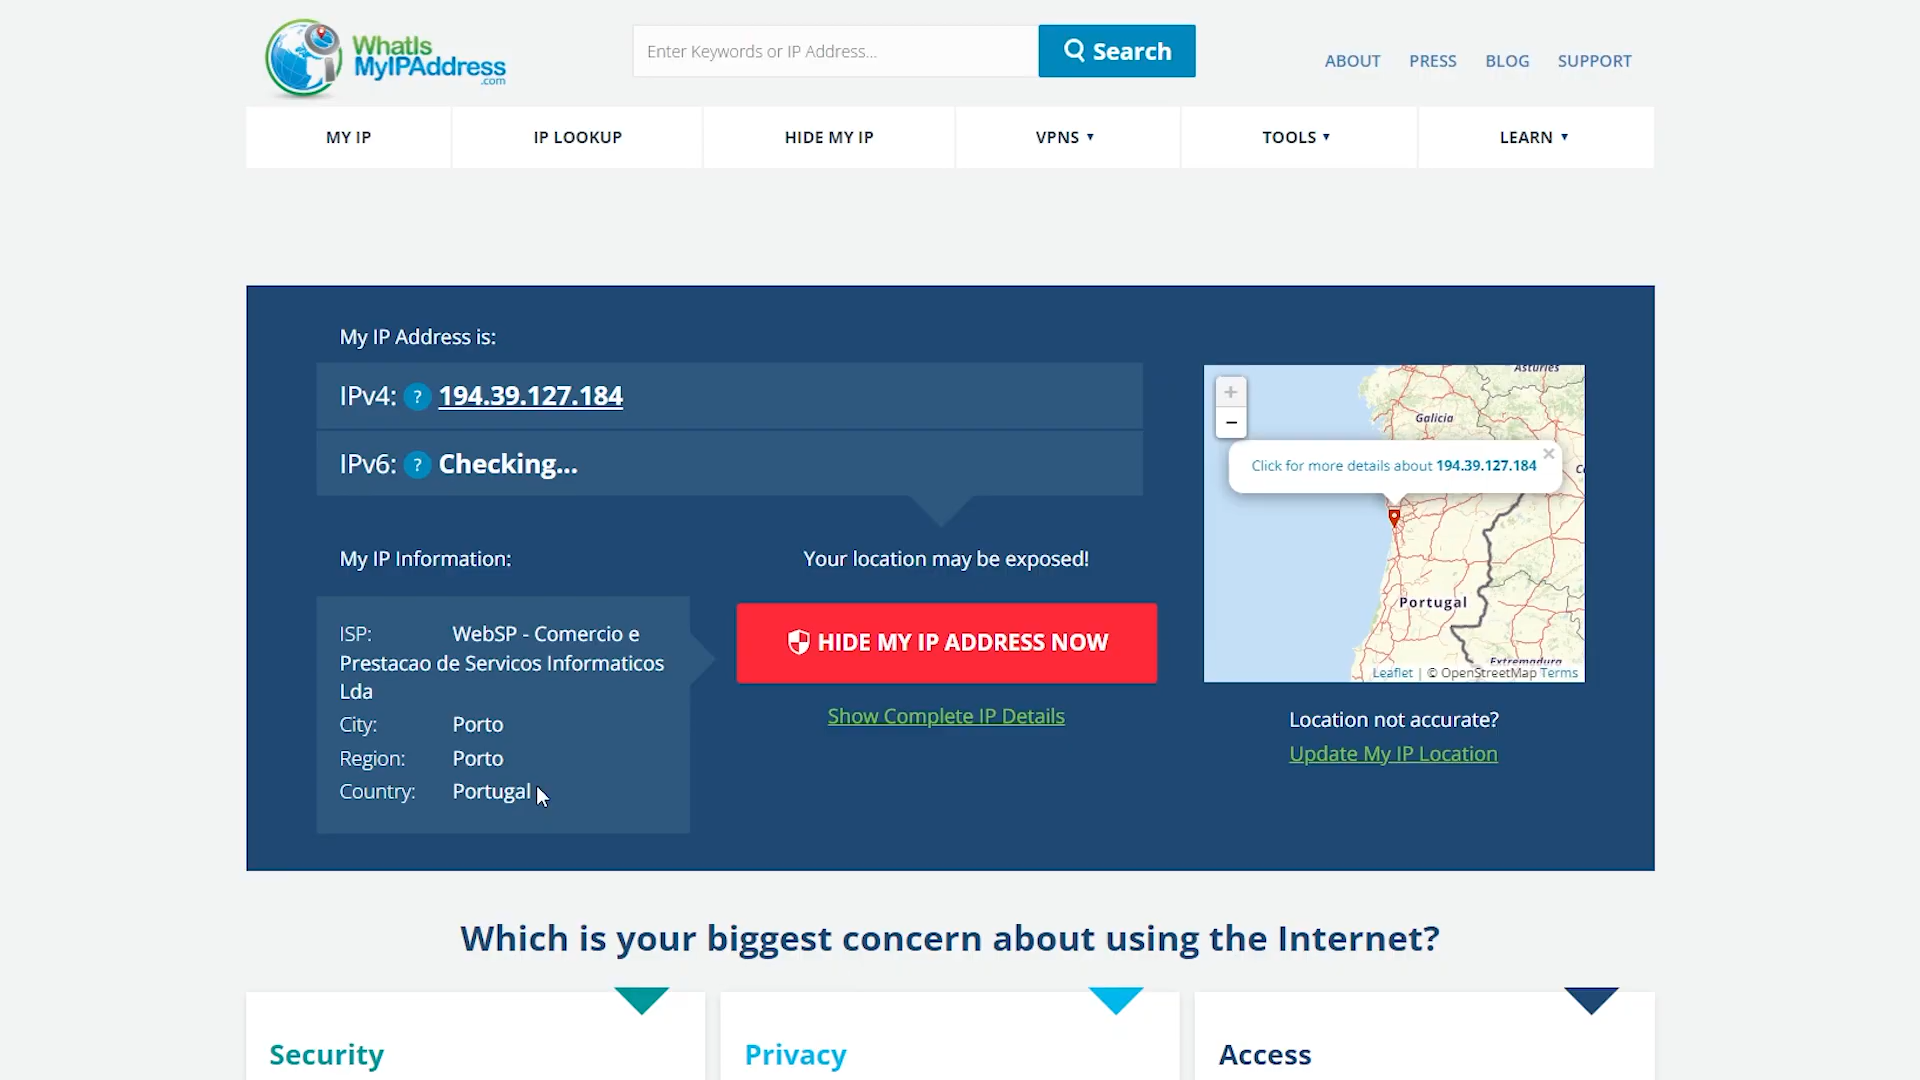 WhatIs
MyIPAddress
.com
Enter Keywords or IP Address...
Search
ABOUT
PRESS
BLOG
SUPPORT
MY IP
IP LOOKUP
HIDE MY IP
VPNS ▼
TOOLS ▼
LEARN ▼
My IP Address is:
IPv4: ? 194.39.127.184
IPv6: ? Checking...
My IP Information:
ISP: WebSP - Comercio e
Prestacao de Servicos Informaticos
Lda
City: Porto
Region: Porto
Country: Portugal
Your location may be exposed!
HIDE MY IP ADDRESS NOW
Show Complete IP Details
+
−
Asturies
Galicia
Click for more details about 194.39.127.184
×
Portugal
Extremadura
Leaflet | © OpenStreetMap Terms
Location not accurate?
Update My IP Location
Which is your biggest concern about using the Internet?
Security
Privacy
Access